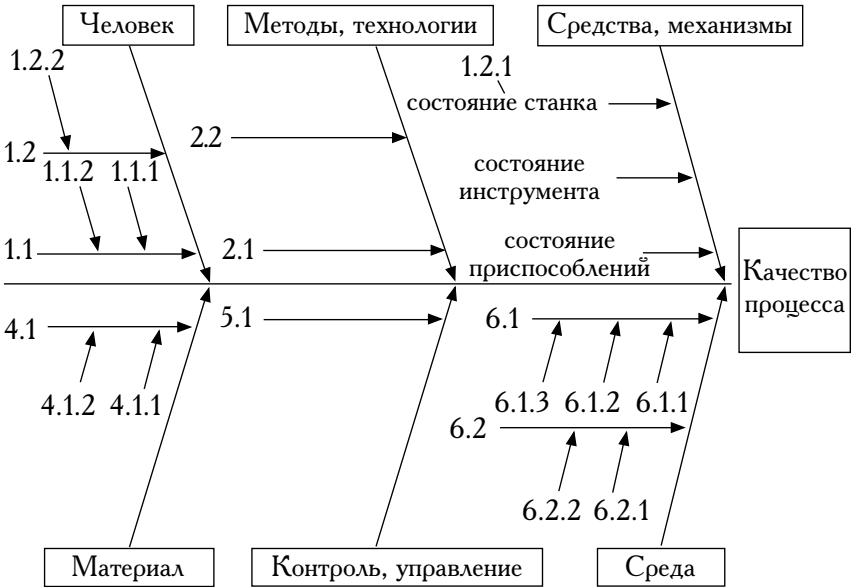 Человек
Методы, технологии
Средства, механизмы
1.2.2
1.2.1
состояние станка
2.2
1.2
1.1.2
1.1.1
состояние
инструмента
1.1
2.1
состояние
приспособлений
Качество
процесса
4.1
5.1
6.1
4.1.2
4.1.1
6.1.3
6.1.2
6.1.1
6.2
6.2.2
6.2.1
Материал
Контроль, управление
Среда